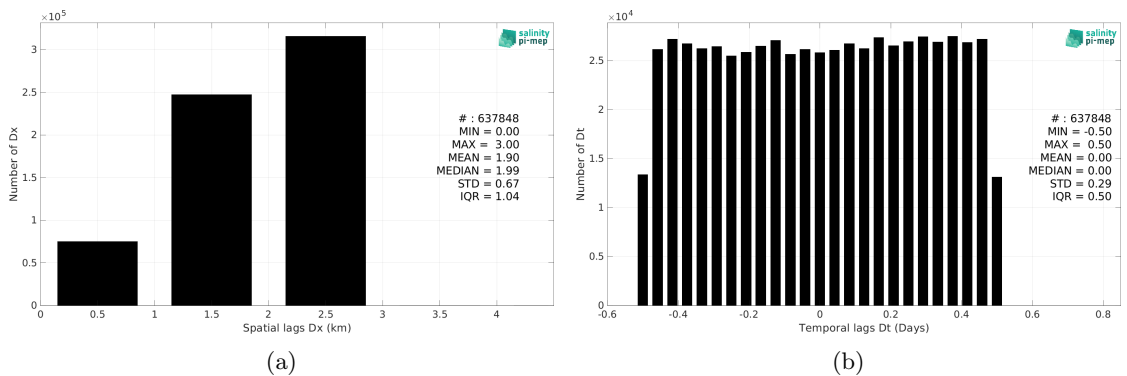 ×10⁵
3
2.5
2
1.5
1
0.5
0
0 0.5 1 1.5 2 2.5 3 3.5 4
Number of Dx
Spatial lags Dx (km)
salinity
pi-mep
# : 637848
MIN = 0.00
MAX = 3.00
MEAN = 1.90
MEDIAN = 1.99
STD = 0.67
IQR = 1.04
(a)
×10⁴
2.5
2
1.5
1
0.5
0
-0.6 -0.4 -0.2 0 0.2 0.4 0.6 0.8
Number of Dt
Temporal lags Dt (Days)
salinity
pi-mep
# : 637848
MIN = -0.50
MAX = 0.50
MEAN = 0.00
MEDIAN = 0.00
STD = 0.29
IQR = 0.50
(b)